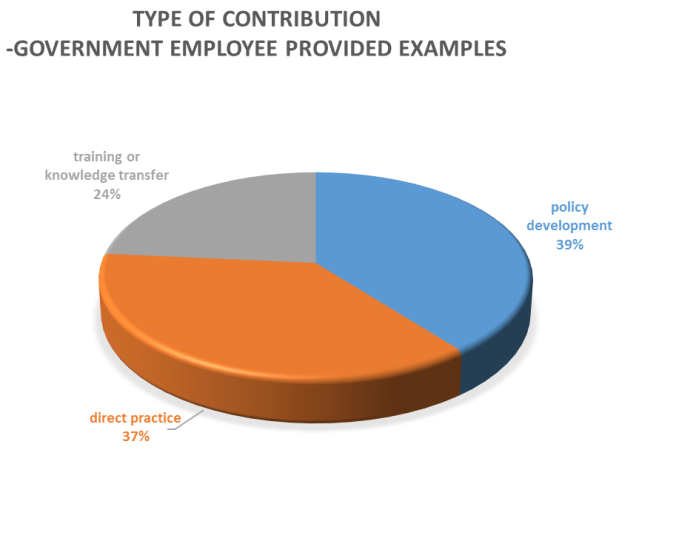 TYPE OF CONTRIBUTION
-GOVERNMENT EMPLOYEE PROVIDED EXAMPLES
training or
knowledge transfer
24%
policy
development
39%
direct practice
37%